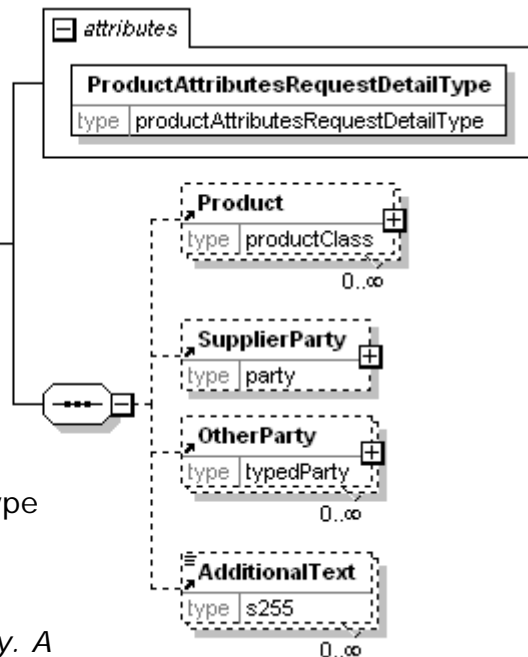 attributes
ProductAttributesRequestDetailType
type productAttributesRequestDetailType
Product
type productClass
0..∞
SupplierParty
type party
OtherParty
type typedParty
0..∞
AdditionalText
type s255
0..∞
y. A